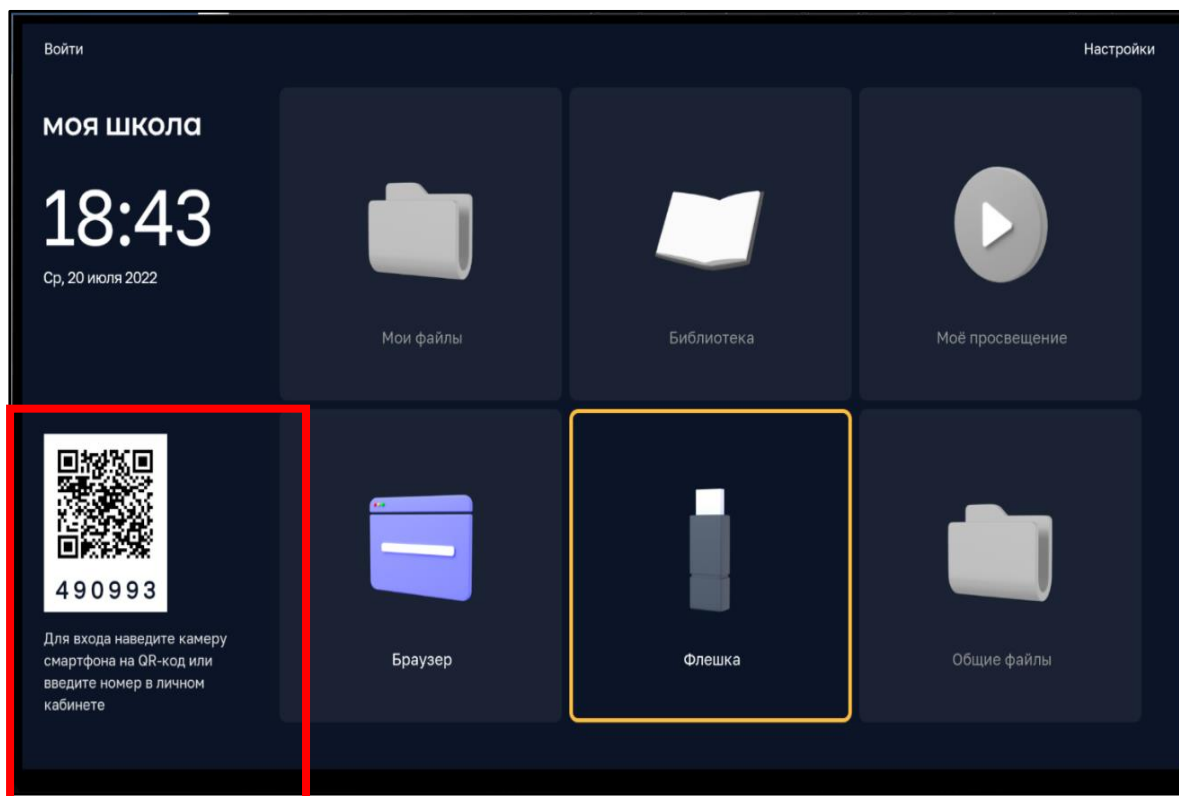 Войти
Настройки
моя школа
18:43
Ср, 20 июля 2022
Мои файлы
Библиотека
Моё просвещение
490993
Для входа наведите камеру
смартфона на QR-код или
введите номер в личном
кабинете
Браузер
Флешка
Общие файлы